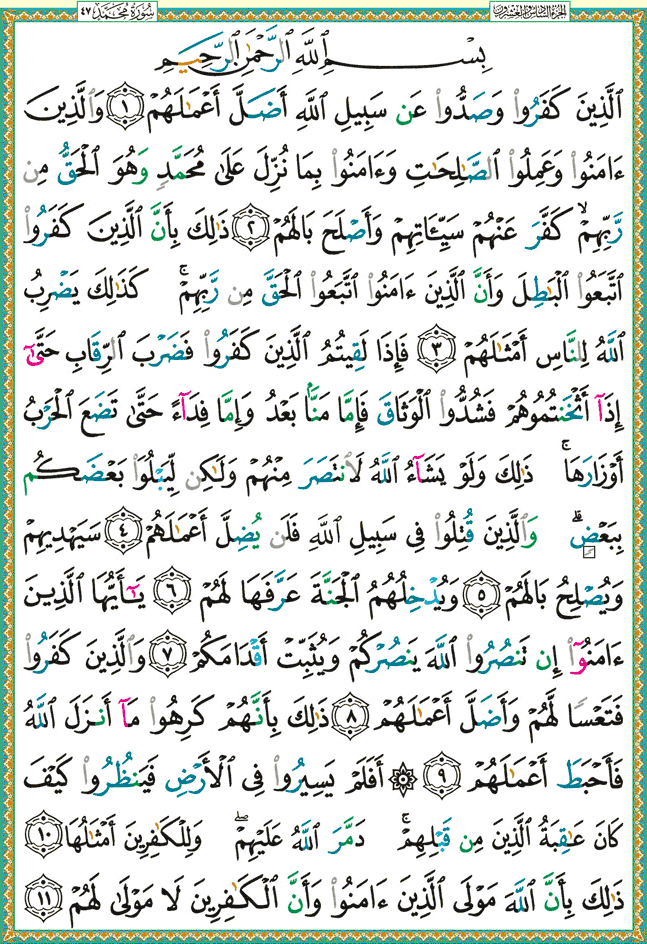 سُورَةُ مُحَمَّد ٤٧ الجزء السادس والعشرون
بِسْمِ ٱللَّهِ ٱلرَّحْمَٰنِ ٱلرَّحِيمِ
ٱلَّذِينَ كَفَرُوا۟ وَصَدُّوا۟ عَن سَبِيلِ ٱللَّهِ أَضَلَّ أَعْمَٰلَهُمْ ١ وَٱلَّذِينَ
ءَامَنُوا۟ وَعَمِلُوا۟ ٱلصَّٰلِحَٰتِ وَءَامَنُوا۟ بِمَا نُزِّلَ عَلَىٰ مُحَمَّدٍ وَهُوَ ٱلْحَقُّ مِن
رَّبِّهِمْ ۙ كَفَّرَ عَنْهُمْ سَيِّـَٔاتِهِمْ وَأَصْلَحَ بَالَهُمْ ٢ ذَٰلِكَ بِأَنَّ ٱلَّذِينَ كَفَرُوا۟
ٱتَّبَعُوا۟ ٱلْبَٰطِلَ وَأَنَّ ٱلَّذِينَ ءَامَنُوا۟ ٱتَّبَعُوا۟ ٱلْحَقَّ مِن رَّبِّهِمْ ۚ كَذَٰلِكَ يَضْرِبُ
ٱللَّهُ لِلنَّاسِ أَمْثَٰلَهُمْ ٣ فَإِذَا لَقِيتُمُ ٱلَّذِينَ كَفَرُوا۟ فَضَرْبَ ٱلرِّقَابِ حَتَّىٰٓ
إِذَآ أَثْخَنتُمُوهُمْ فَشُدُّوا۟ ٱلْوَثَاقَ فَإِمَّا مَنًّۢا بَعْدُ وَإِمَّا فِدَآءً حَتَّىٰ تَضَعَ ٱلْحَرْبُ
أَوْزَارَهَا ۚ ذَٰلِكَ وَلَوْ يَشَآءُ ٱللَّهُ لَٱنتَصَرَ مِنْهُمْ وَلَٰكِن لِّيَبْلُوَا۟ بَعْضَكُم
بِبَعْضٍ ۗ وَٱلَّذِينَ قُتِلُوا۟ فِى سَبِيلِ ٱللَّهِ فَلَن يُضِلَّ أَعْمَٰلَهُمْ ٤ سَيَهْدِيهِمْ
وَيُصْلِحُ بَالَهُمْ ٥ وَيُدْخِلُهُمُ ٱلْجَنَّةَ عَرَّفَهَا لَهُمْ ٦ يَٰٓأَيُّهَا ٱلَّذِينَ
ءَامَنُوٓا۟ إِن تَنصُرُوا۟ ٱللَّهَ يَنصُرْكُمْ وَيُثَبِّتْ أَقْدَامَكُمْ ٧ وَٱلَّذِينَ كَفَرُوا۟
فَتَعْسًا لَّهُمْ وَأَضَلَّ أَعْمَٰلَهُمْ ٨ ذَٰلِكَ بِأَنَّهُمْ كَرِهُوا۟ مَآ أَنزَلَ ٱللَّهُ
فَأَحْبَطَ أَعْمَٰلَهُمْ ٩ ۞ أَفَلَمْ يَسِيرُوا۟ فِى ٱلْأَرْضِ فَيَنظُرُوا۟ كَيْفَ
كَانَ عَٰقِبَةُ ٱلَّذِينَ مِن قَبْلِهِمْ ۚ دَمَّرَ ٱللَّهُ عَلَيْهِمْ ۖ وَلِلْكَٰفِرِينَ أَمْثَٰلُهَا ١٠
ذَٰلِكَ بِأَنَّ ٱللَّهَ مَوْلَى ٱلَّذِينَ ءَامَنُوا۟ وَأَنَّ ٱلْكَٰفِرِينَ لَا مَوْلَىٰ لَهُمْ ١١